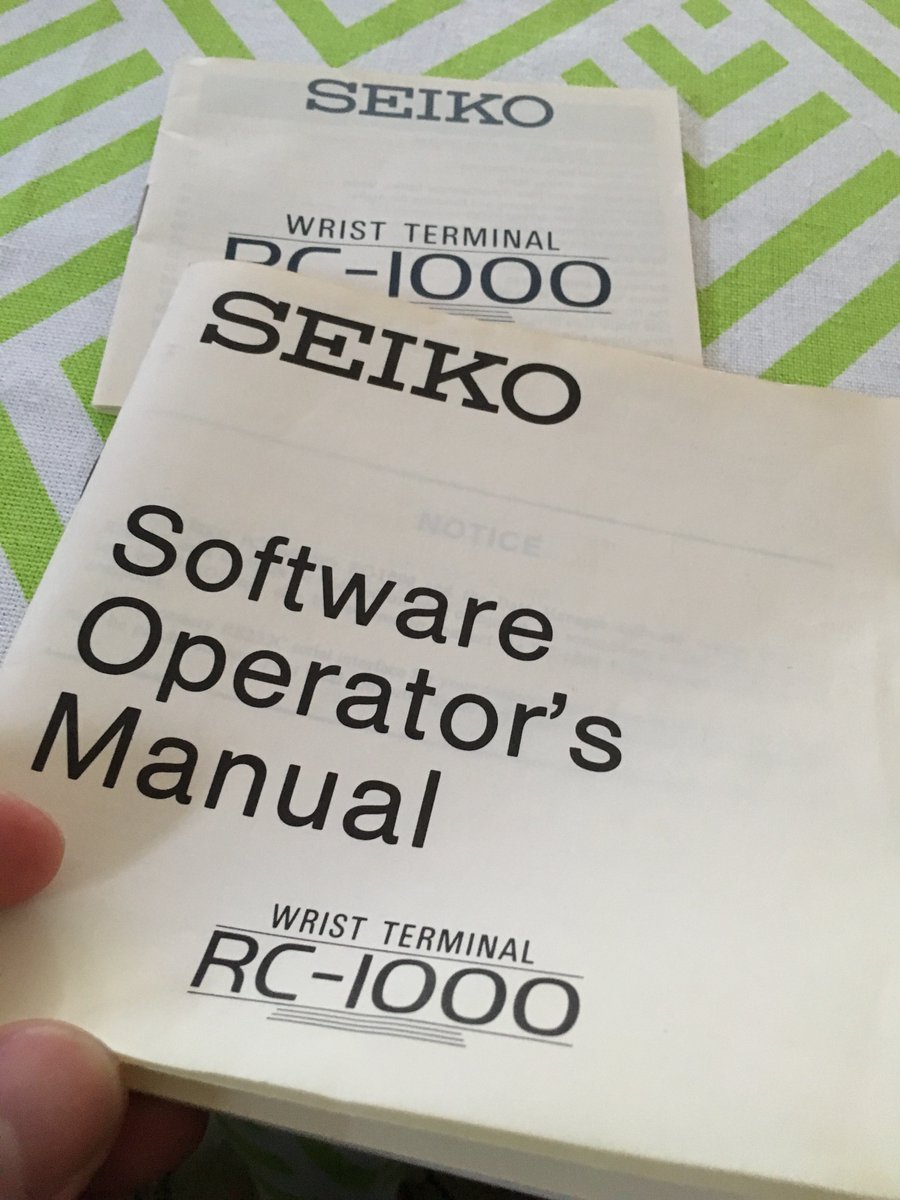 SEIKO
WRIST TERMINAL
RC-1000
SEIKO
NOTICE
Software
Operator's
Manual
WRIST TERMINAL
RC-1000